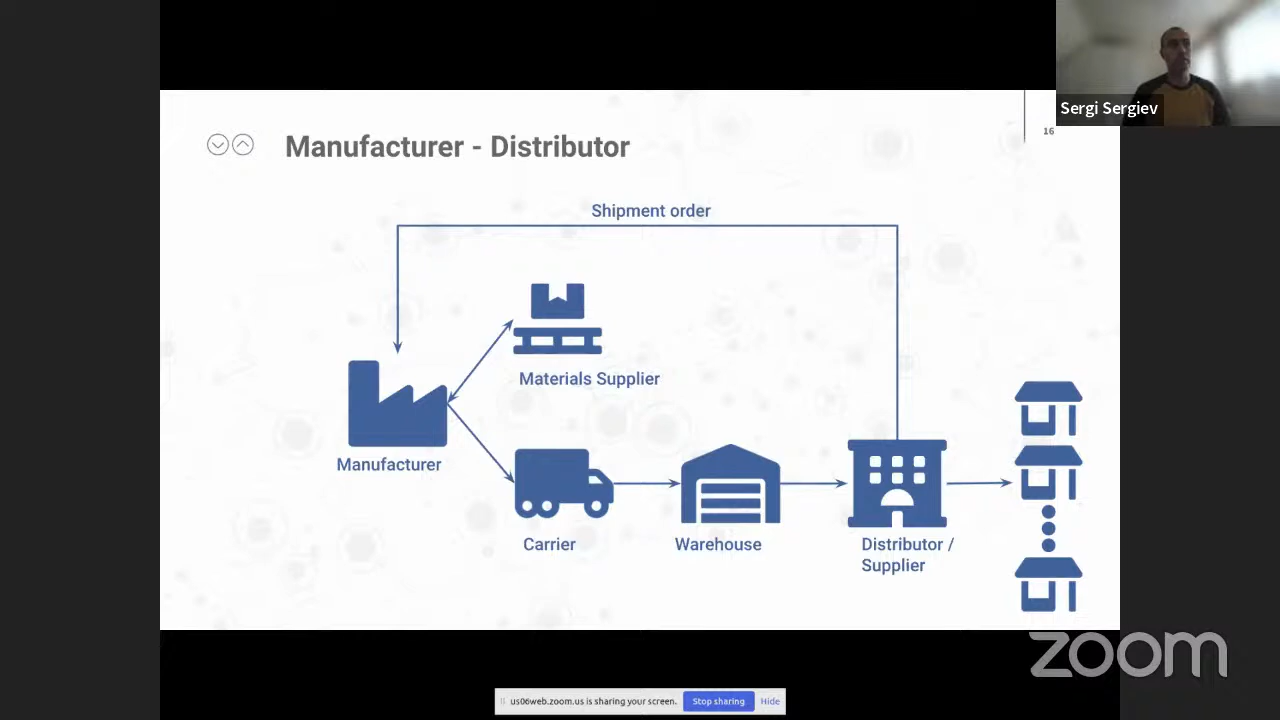 Sergi Sergiev
16
Manufacturer - Distributor
Shipment order
Materials Supplier
Manufacturer
Carrier
Warehouse
Distributor /
Supplier
zoom
us06web.zoom.us is sharing your screen.
Stop sharing
Hide